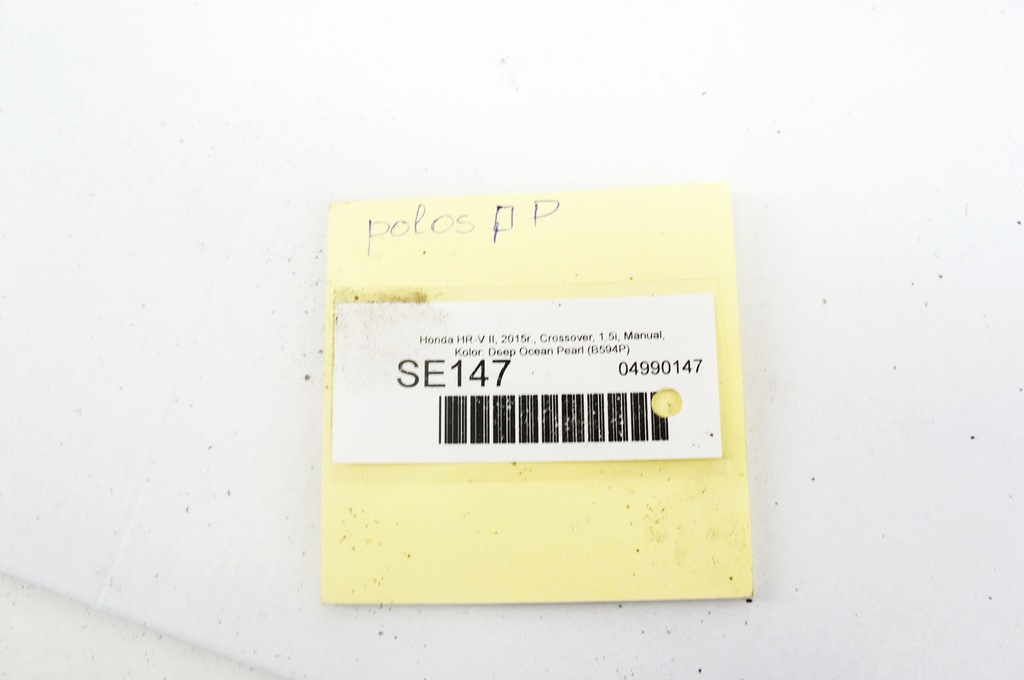 polos P P
Honda HR-V II, 2015r., Crossover, 1.5i, Manual,
Kolor: Deep Ocean Pearl (B594P)
SE147 04990147